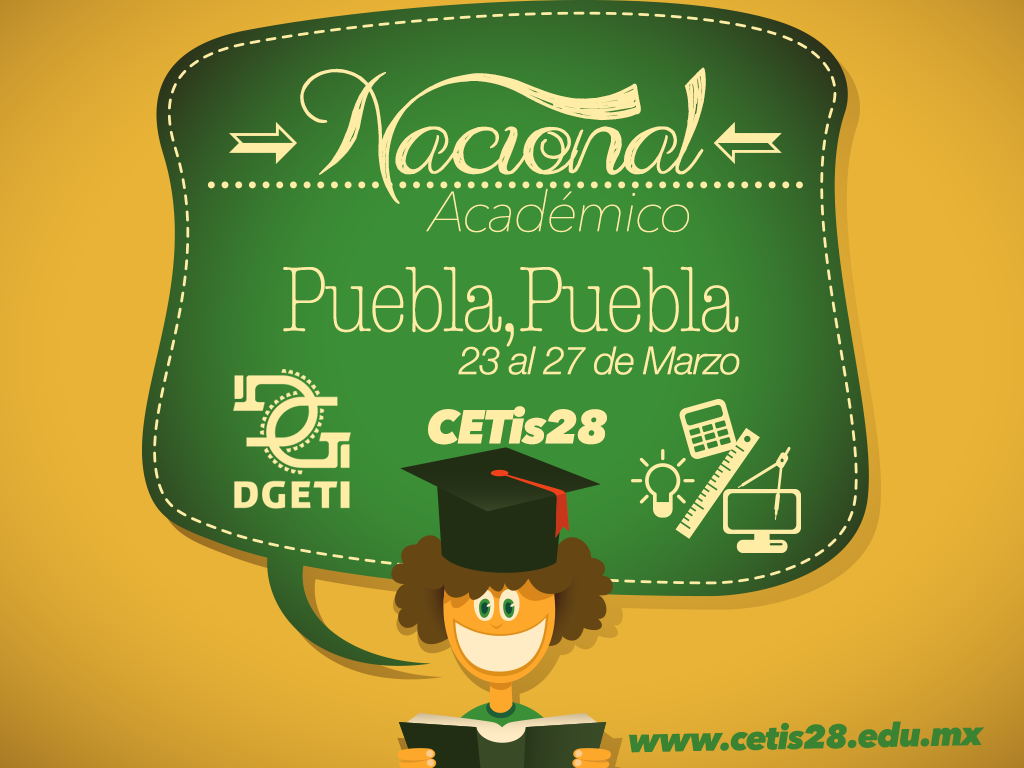 Nacional
Académico
Puebla, Puebla
23 al 27 de Marzo
CETis28
DGETI
www.cetis28.edu.mx